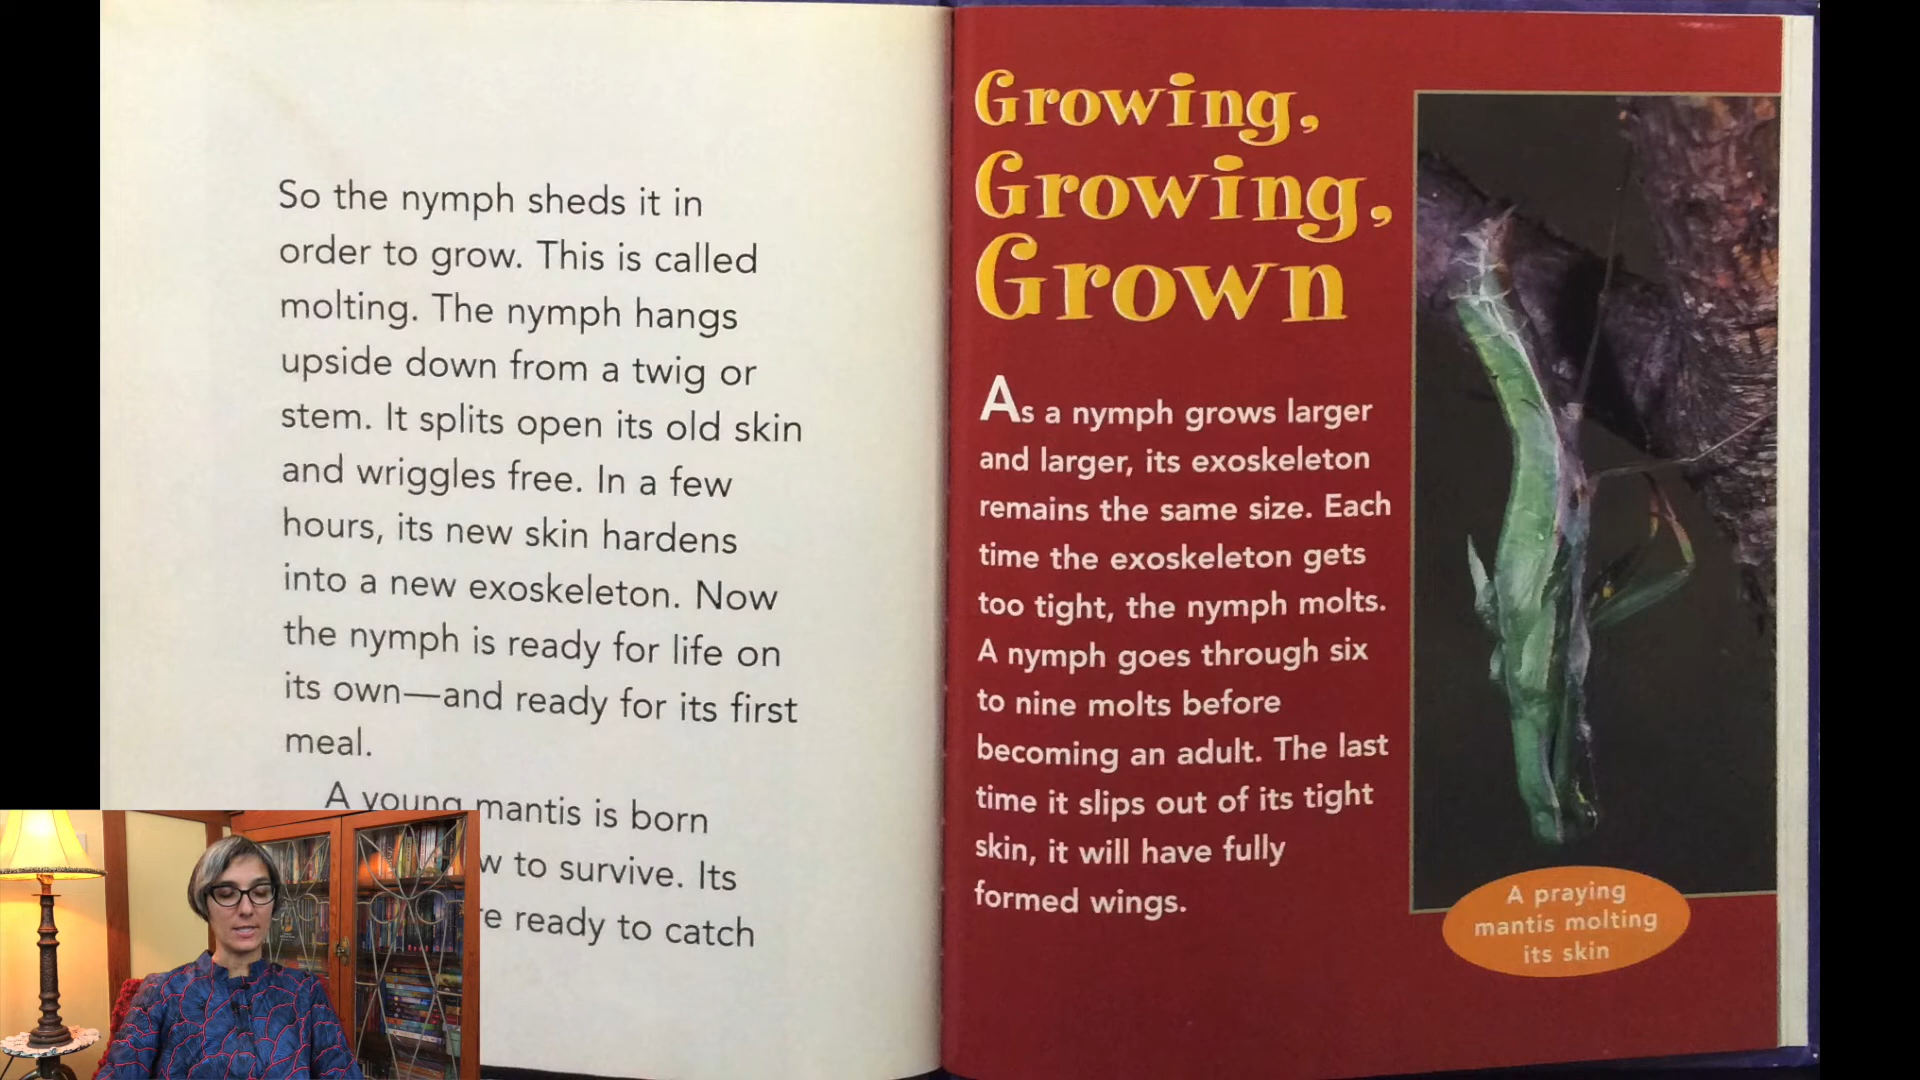 So the nymph sheds it in
order to grow. This is called
molting. The nymph hangs
upside down from a twig or
stem. It splits open its old skin
and wriggles free. In a few
hours, its new skin hardens
into a new exoskeleton. Now
the nymph is ready for life on
its own—and ready for its first
meal.
A young mantis is born
to survive. Its
ready to catch
Growing,
Growing,
Grown
As a nymph grows larger
and larger, its exoskeleton
remains the same size. Each
time the exoskeleton gets
too tight, the nymph molts.
A nymph goes through six
to nine molts before
becoming an adult. The last
time it slips out of its tight
skin, it will have fully
formed wings.
A praying
mantis molting
its skin